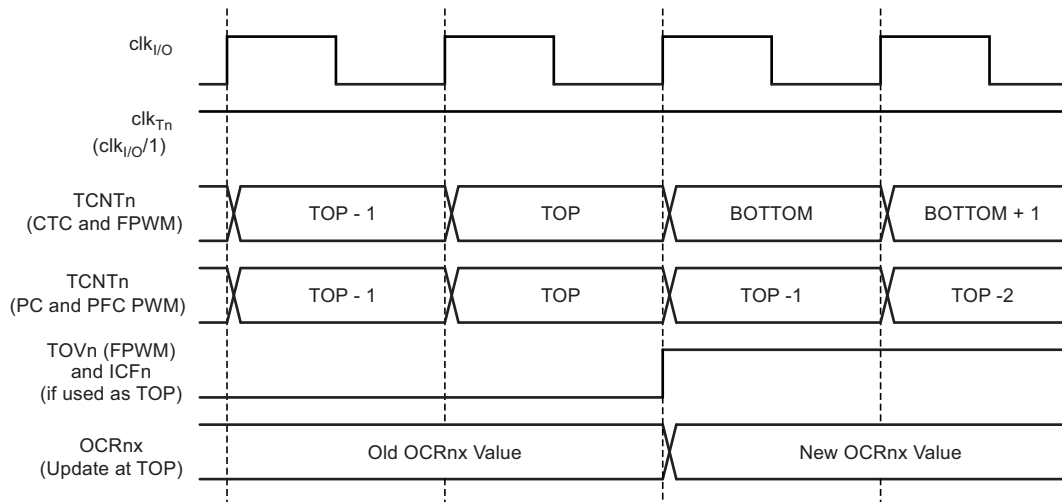 clkI/O
clkTn
(clkI/O/1)
TCNTn
(CTC and FPWM)
TOP - 1
TOP
BOTTOM
BOTTOM + 1
TCNTn
(PC and PFC PWM)
TOP - 1
TOP
TOP -1
TOP -2
TOVn (FPWM)
and ICFn
(if used as TOP)
OCRnx
(Update at TOP)
Old OCRnx Value
New OCRnx Value